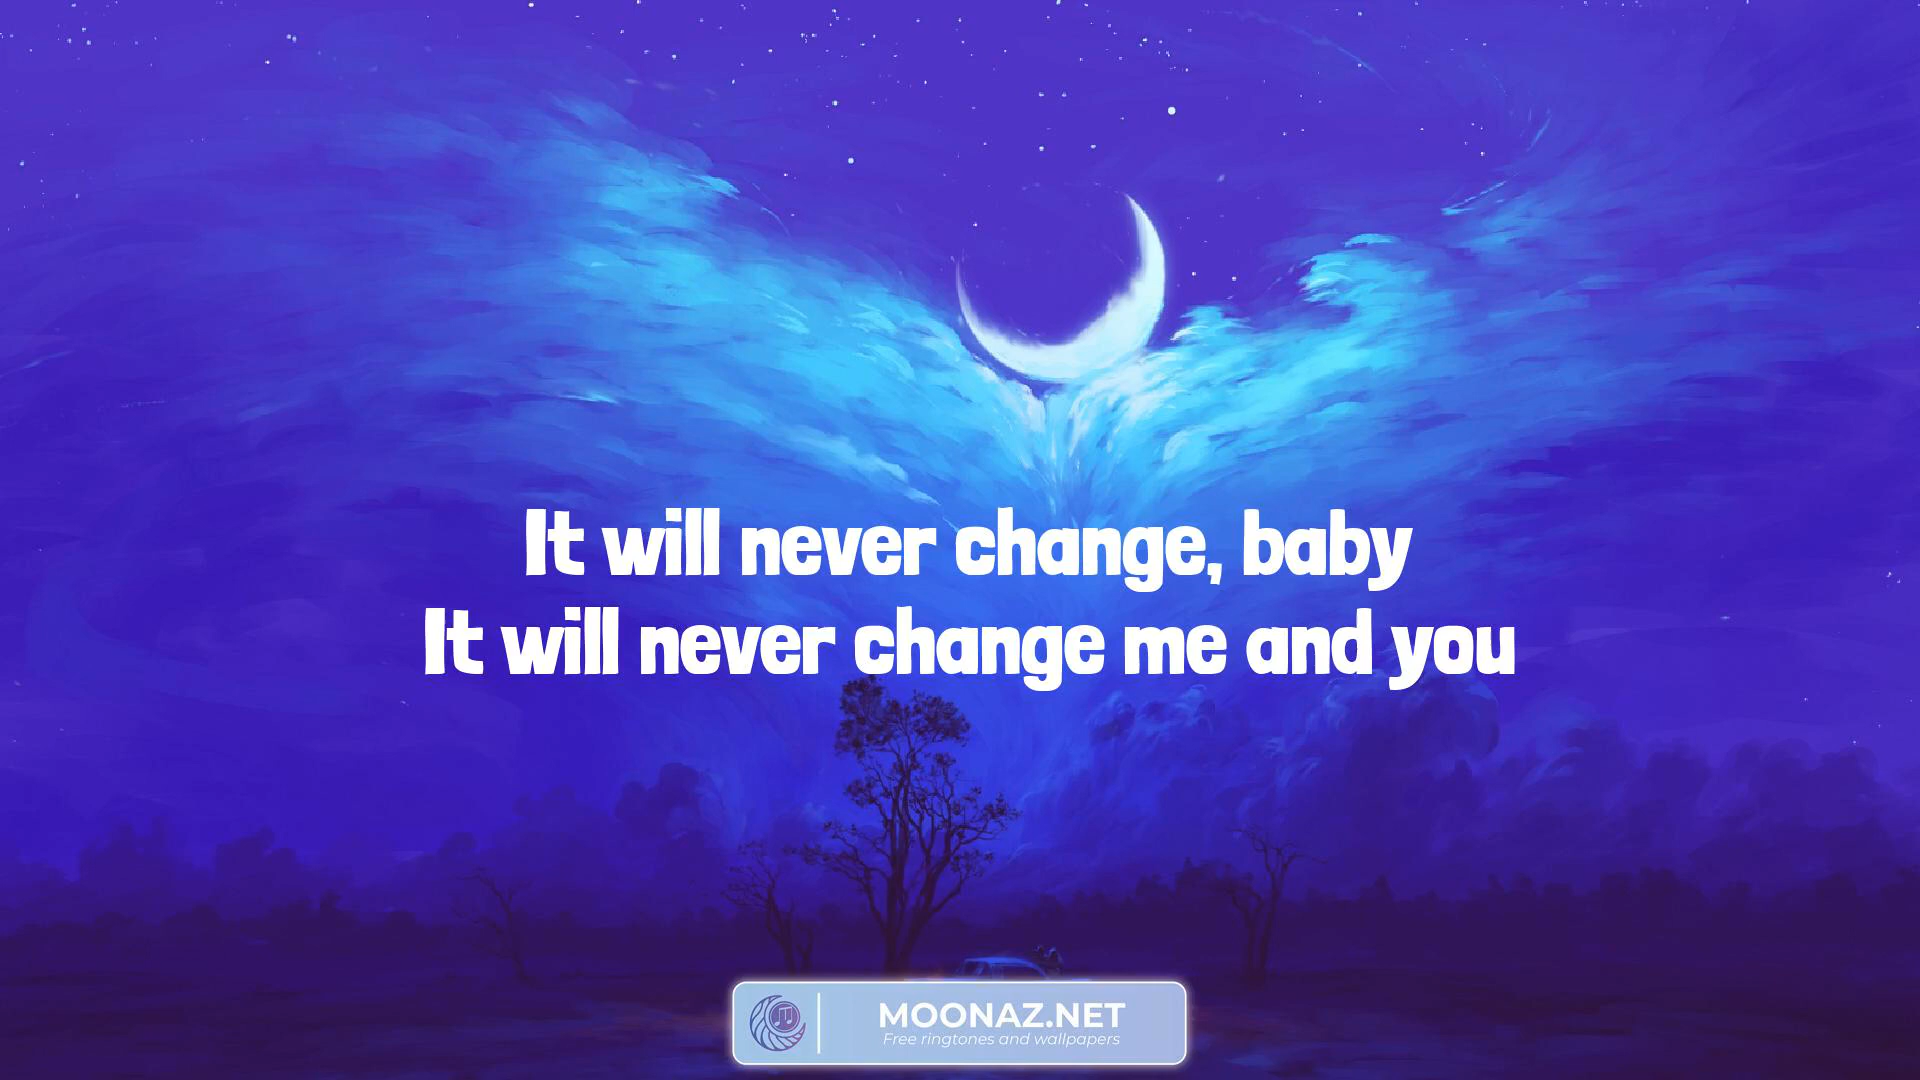 It will never change, baby
It will never change me and you
MOONAZ.NET
Free ringtones and wallpapers